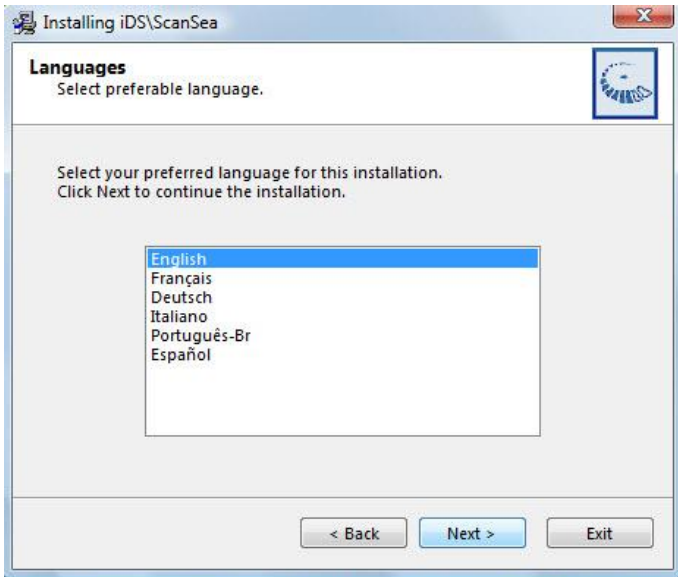 Installing iDS\ScanSea
Languages
Select preferable language.
Select your preferred language for this installation.
Click Next to continue the installation.
English
Français
Deutsch
Italiano
Português-Br
Español
< Back
Next >
Exit